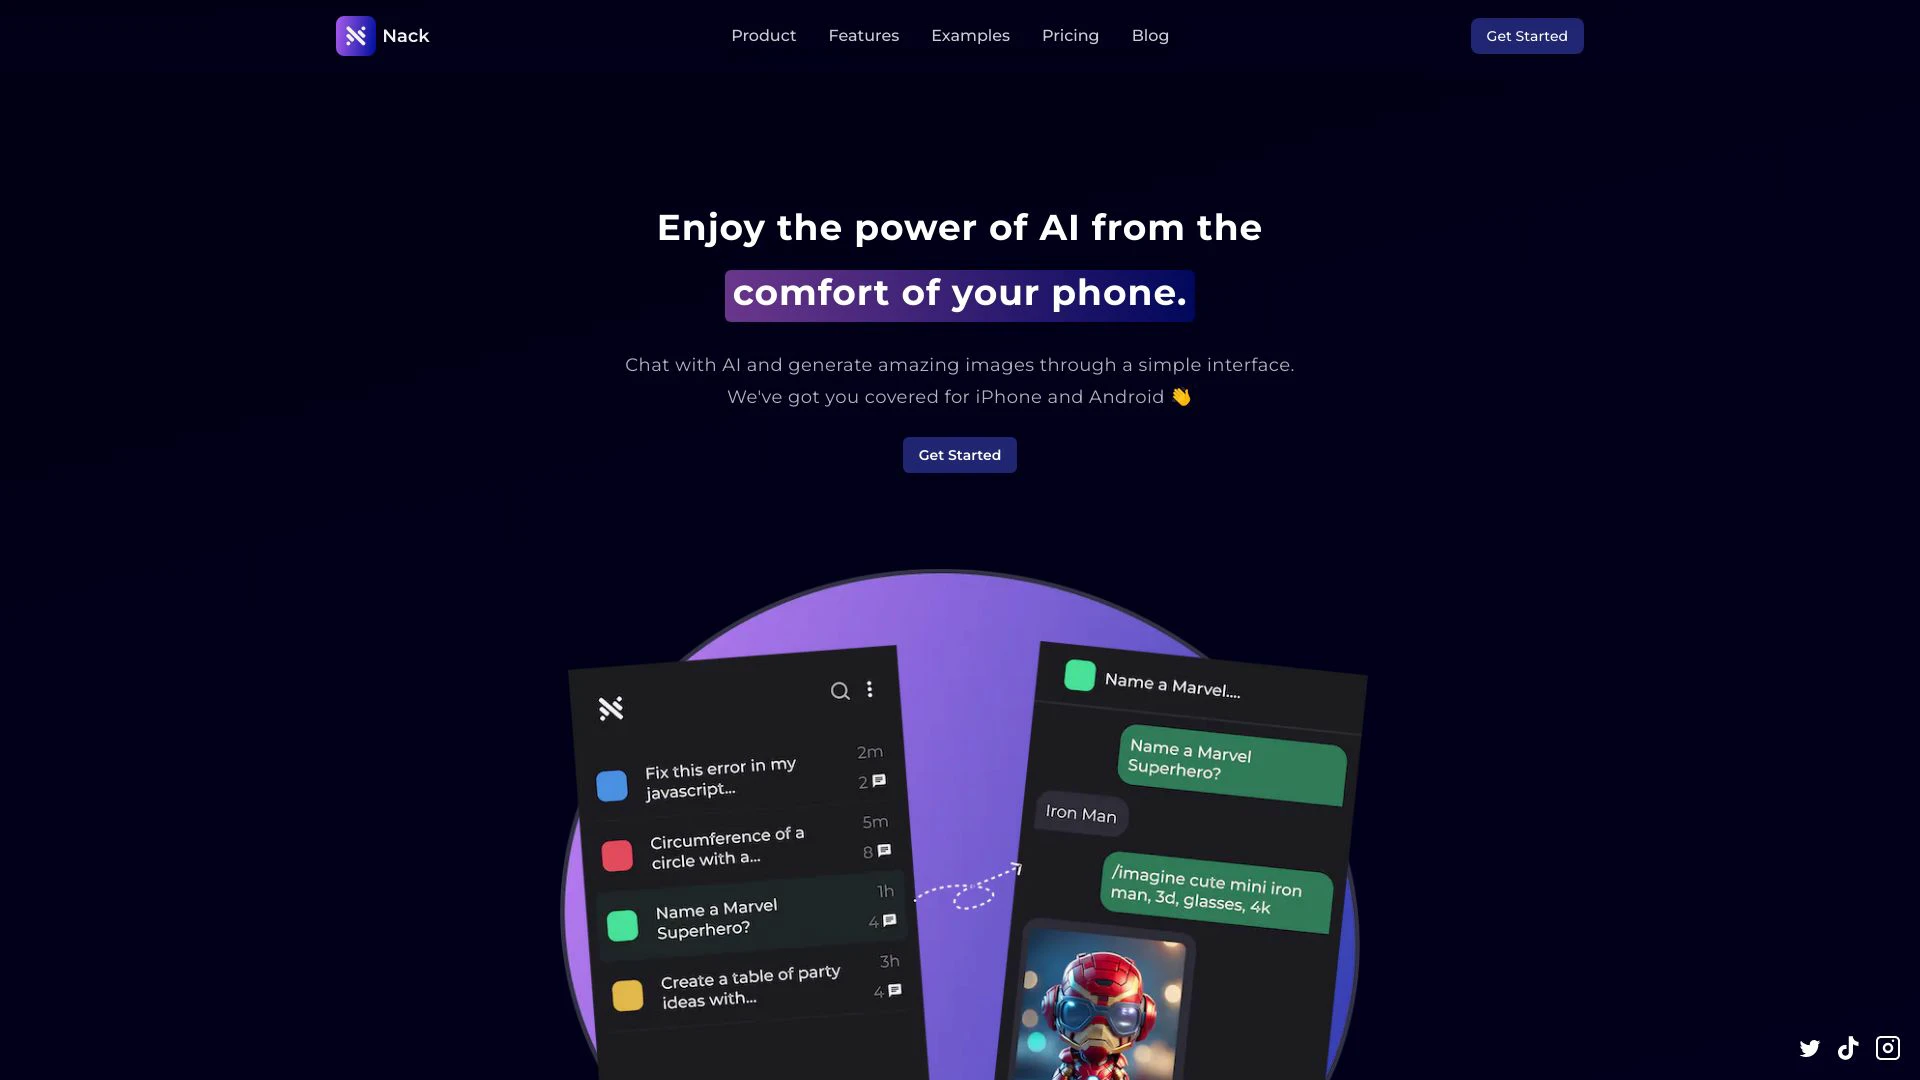 Nack
Product
Features
Examples
Pricing
Blog
Get Started
Enjoy the power of AI from the
comfort of your phone.
Chat with AI and generate amazing images through a simple interface.
We've got you covered for iPhone and Android 👋
Get Started
Fix this error in my
javascript...
2m
2
Circumference of a
circle with a...
5m
8
Name a Marvel
Superhero?
1h
4
Create a table of party
ideas with...
3h
4
Name a Marvel....
Name a Marvel
Superhero?
Iron Man
/imagine cute mini iron
man, 3d, glasses, 4k